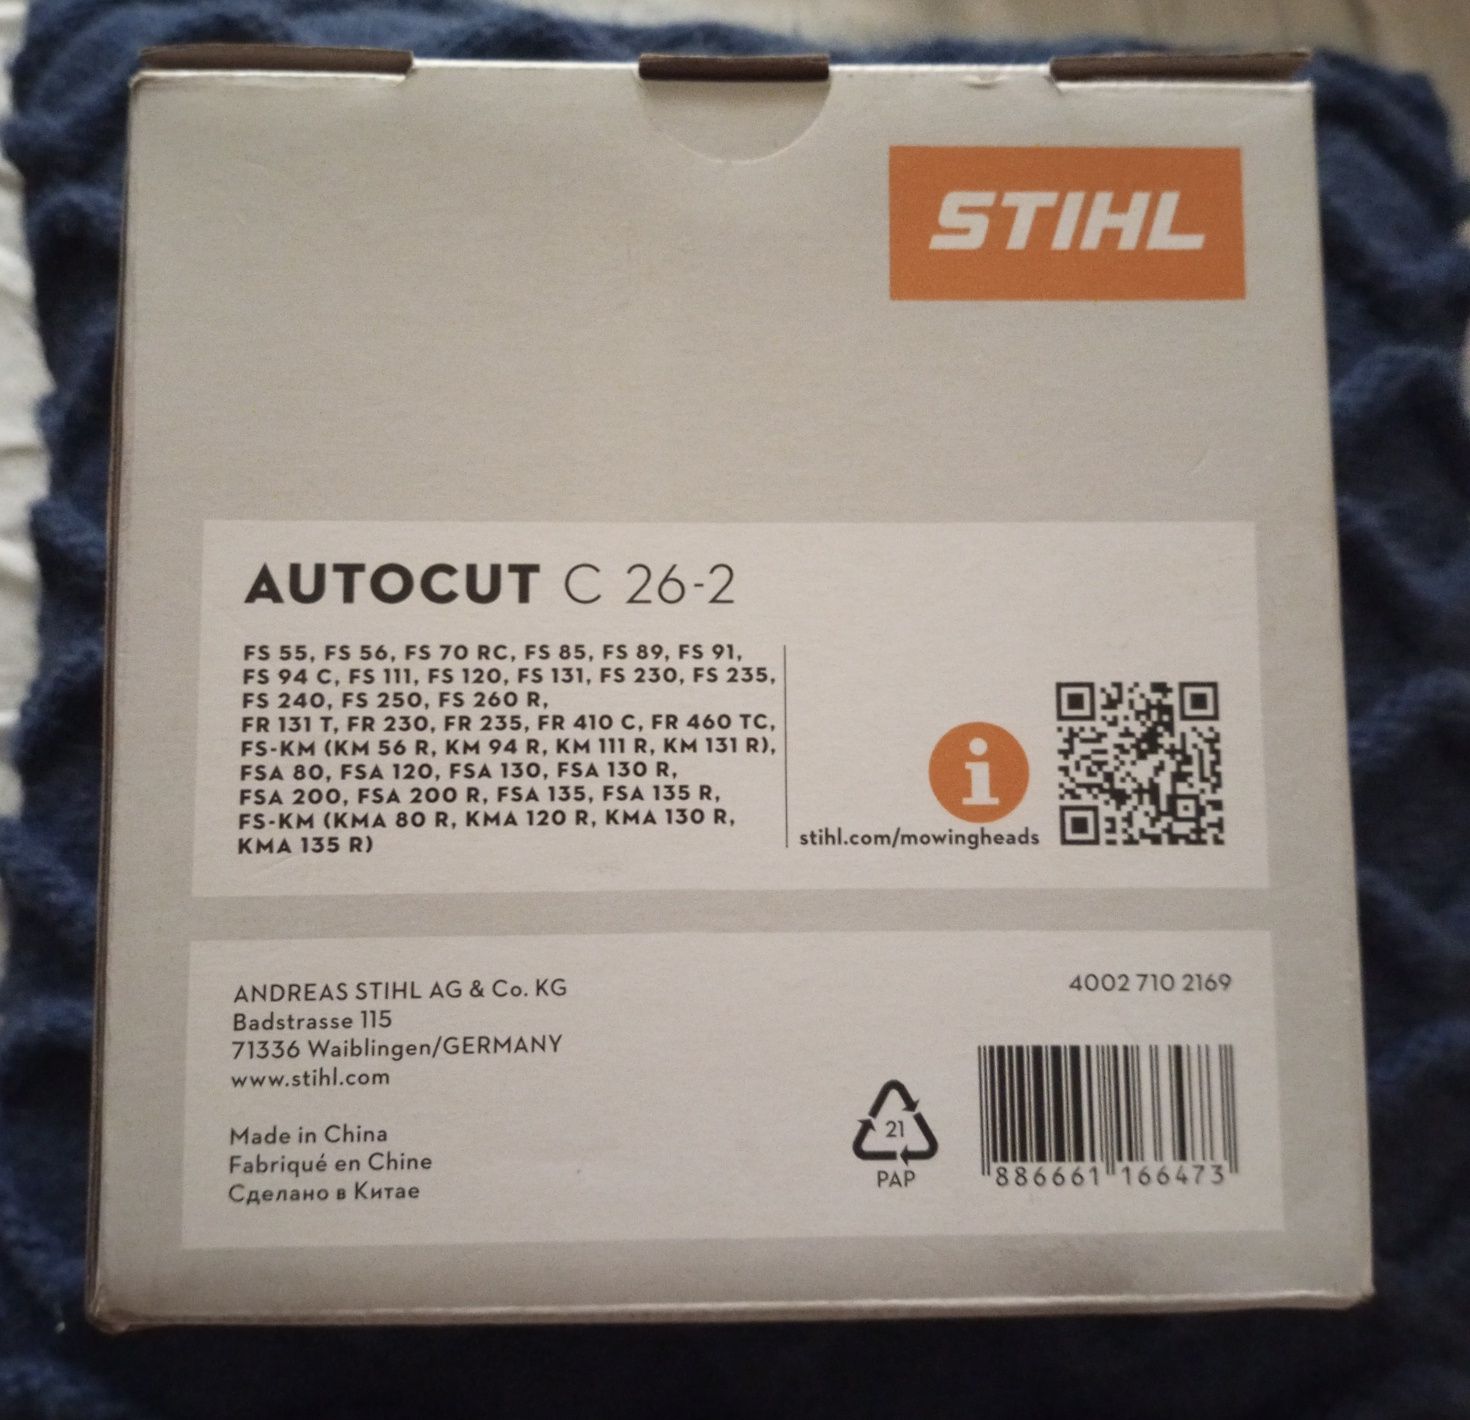 STIHL
AUTOCUT C 26-2
FS 55, FS 56, FS 70 RC, FS 85, FS 89, FS 91,
FS 94 C, FS 111, FS 120, FS 131, FS 230, FS 235,
FS 240, FS 250, FS 260 R,
FR 131 T, FR 230, FR 235, FR 410 C, FR 460 TC,
FS-KM (KM 56 R, KM 94 R, KM 111 R, KM 131 R),
FSA 80, FSA 120, FSA 130, FSA 130 R,
FSA 200, FSA 200 R, FSA 135, FSA 135 R,
FS-KM (KMA 80 R, KMA 120 R, KMA 130 R,
KMA 135 R)
i
stihl.com/mowingheads
ANDREAS STIHL AG & Co. KG
Badstrasse 115
71336 Waiblingen/GERMANY
www.stihl.com
Made in China
Fabriqué en Chine
Сделано в Китае
4002 710 2169
21
PAP
886661 166473